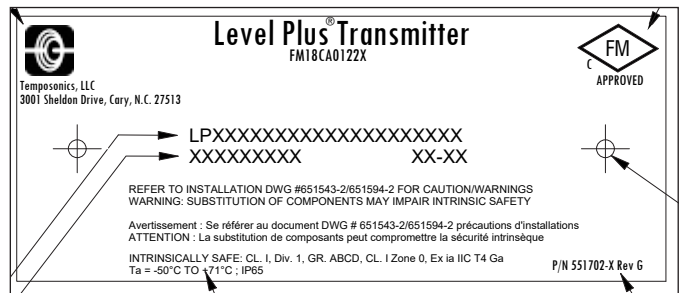 Level Plus® Transmitter
FM18CA0122X
FM
C
APPROVED
Temposonics, LLC
3001 Sheldon Drive, Cary, N.C. 27513
LPXXXXXXXXXXXXXXXXXXXX
XXXXXXXXX XX-XX
REFER TO INSTALLATION DWG #651543-2/651594-2 FOR CAUTION/WARNINGS
WARNING: SUBSTITUTION OF COMPONENTS MAY IMPAIR INTRINSIC SAFETY
Avertissement : Se référer au document DWG # 651543-2/651594-2 précautions d'installations
ATTENTION : La substitution de composants peut compromettre la sécurité intrinsèque
INTRINSICALLY SAFE: CL. I, Div. 1, GR. ABCD, CL. I Zone 0, Ex ia IIC T4 Ga
Ta = -50°C TO +71°C ; IP65
P/N 551702-X Rev G